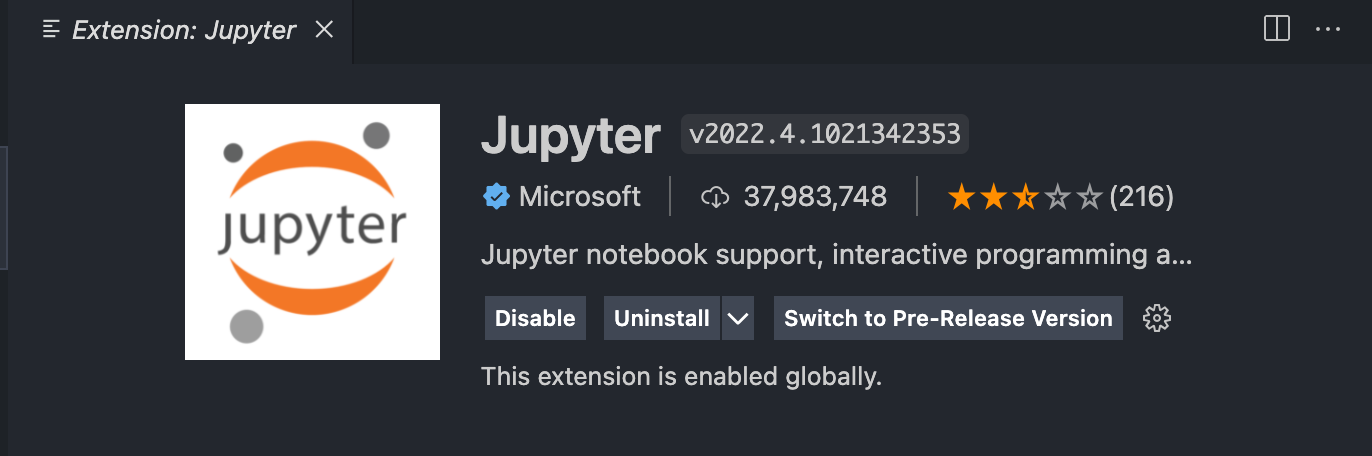 Extension: Jupyter
jupyter
Jupyter v2022.4.1021342353
Microsoft 37,983,748 (216)
Jupyter notebook support, interactive programming a...
Disable Uninstall Switch to Pre-Release Version
This extension is enabled globally.